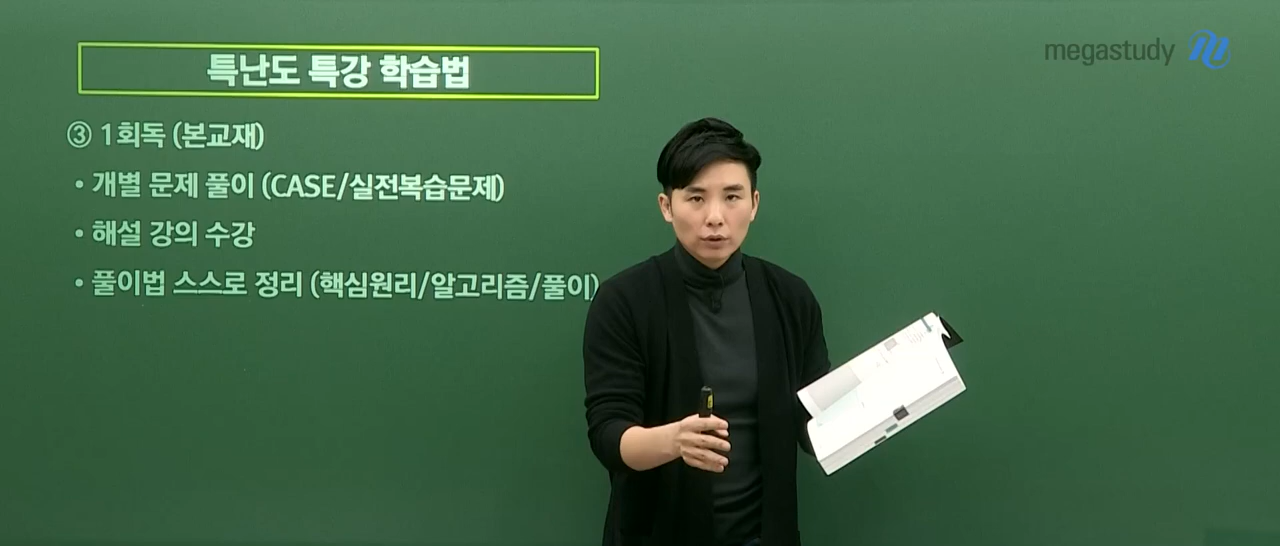 megastudy
특난도 특강 학습법
③ 1회독 (본교재)
• 개별 문제 풀이 (CASE/실전복습문제)
• 해설 강의 수강
• 풀이법 스스로 정리 (핵심원리/알고리즘/풀이)